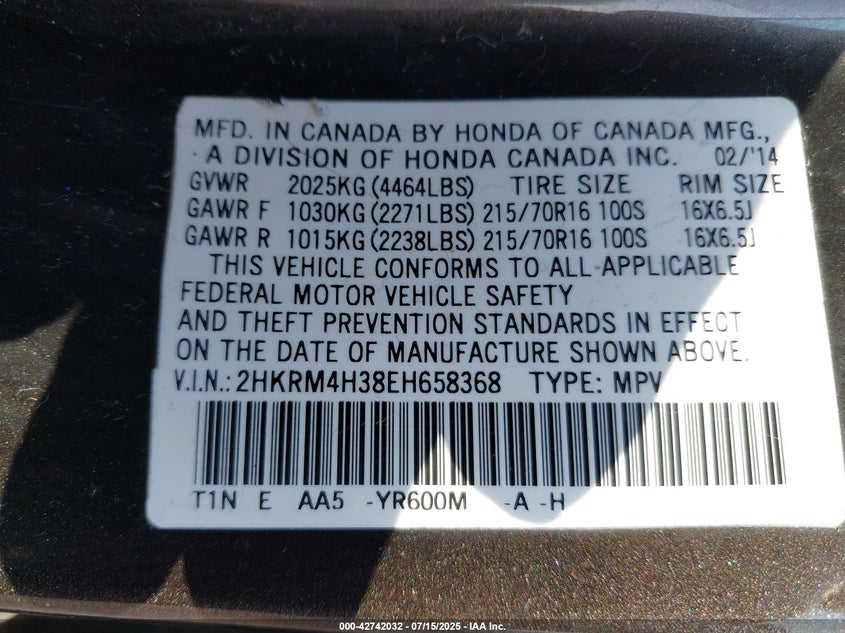 MFD. IN CANADA BY HONDA OF CANADA MFG.,
A DIVISION OF HONDA CANADA INC. 02/'14
GVWR 2025KG (4464LBS) TIRE SIZE RIM SIZE
GAWR F 1030KG (2271LBS) 215/70R16 100S 16X6.5J
GAWR R 1015KG (2238LBS) 215/70R16 100S 16X6.5J
THIS VEHICLE CONFORMS TO ALL APPLICABLE
FEDERAL MOTOR VEHICLE SAFETY
AND THEFT PREVENTION STANDARDS IN EFFECT
ON THE DATE OF MANUFACTURE SHOWN ABOVE.
V.I.N.: 2HKRM4H38EH658368 TYPE: MPV
T1N E AA5 -YR600M -A -H
000-42742032 - 07/15/2025 - IAA Inc.